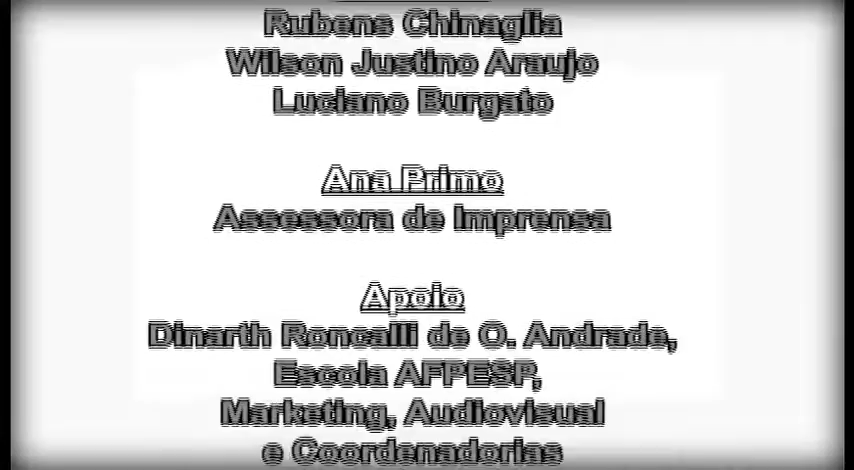 Rubens Chinaglia
Wilson Justino Araujo
Luciano Burgato
Ana Primo
Assessora de Imprensa
Apoio
Dinarth Roncalli de O. Andrade,
Escola AFPESP,
Marketing, Audiovisual
e Coordenadorias